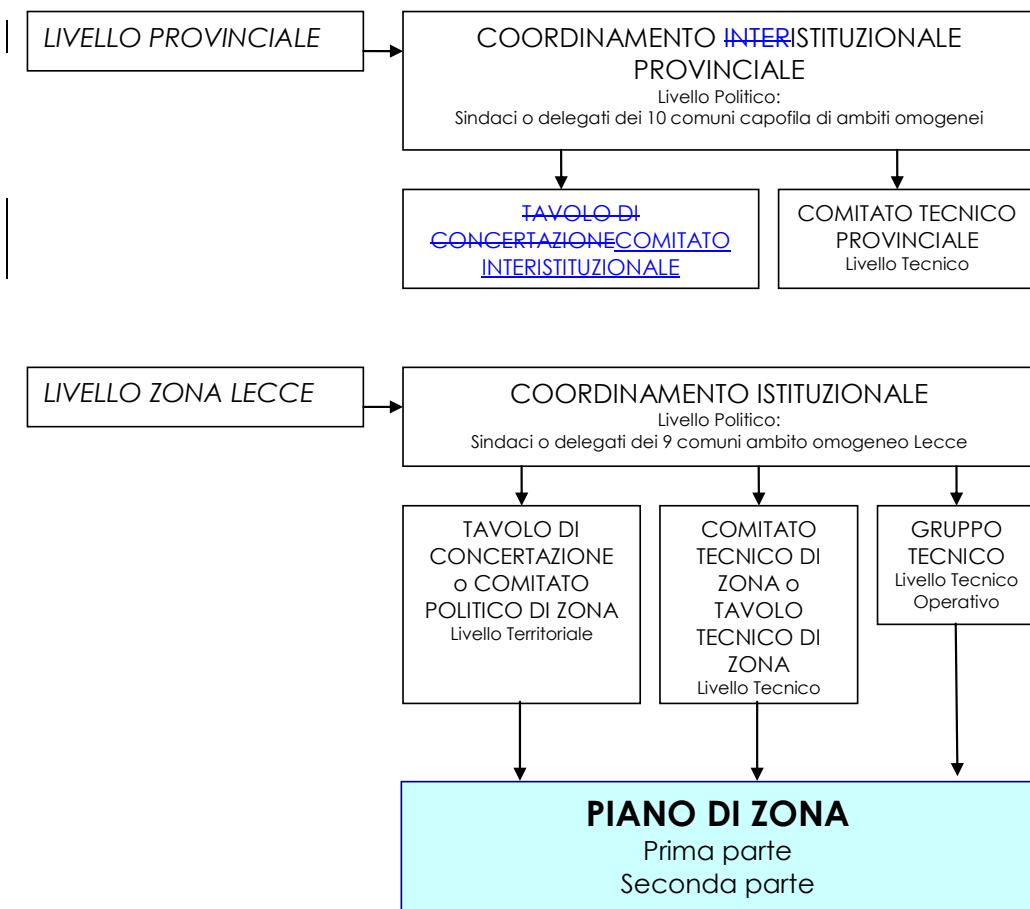 LIVELLO PROVINCIALE
COORDINAMENTO INTERISTITUZIONALE
PROVINCIALE
Livello Politico:
Sindaci o delegati dei 10 comuni capofila di ambiti omogenei
TAVOLO DI
CONCERTAZIONECOMITATO
INTERISTITUZIONALE
COMITATO TECNICO
PROVINCIALE
Livello Tecnico
LIVELLO ZONA LECCE
COORDINAMENTO ISTITUZIONALE
Livello Politico:
Sindaci o delegati dei 9 comuni ambito omogeneo Lecce
TAVOLO DI
CONCERTAZIONE
o COMITATO
POLITICO DI ZONA
Livello Territoriale
COMITATO
TECNICO DI
ZONA o
TAVOLO
TECNICO DI
ZONA
Livello Tecnico
GRUPPO
TECNICO
Livello Tecnico
Operativo
PIANO DI ZONA
Prima parte
Seconda parte